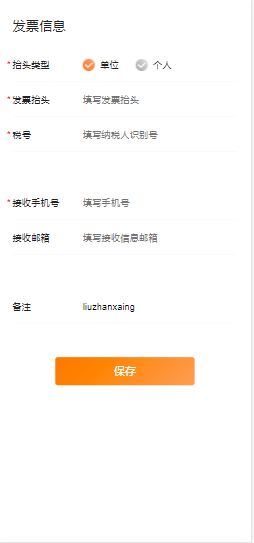 发票信息
* 抬头类型 单位 个人
* 发票抬头 填写发票抬头
* 税号 填写纳税人识别号
* 接收手机号 填写手机号
接收邮箱 填写接收信息邮箱
备注 liuzhanxaing
保存